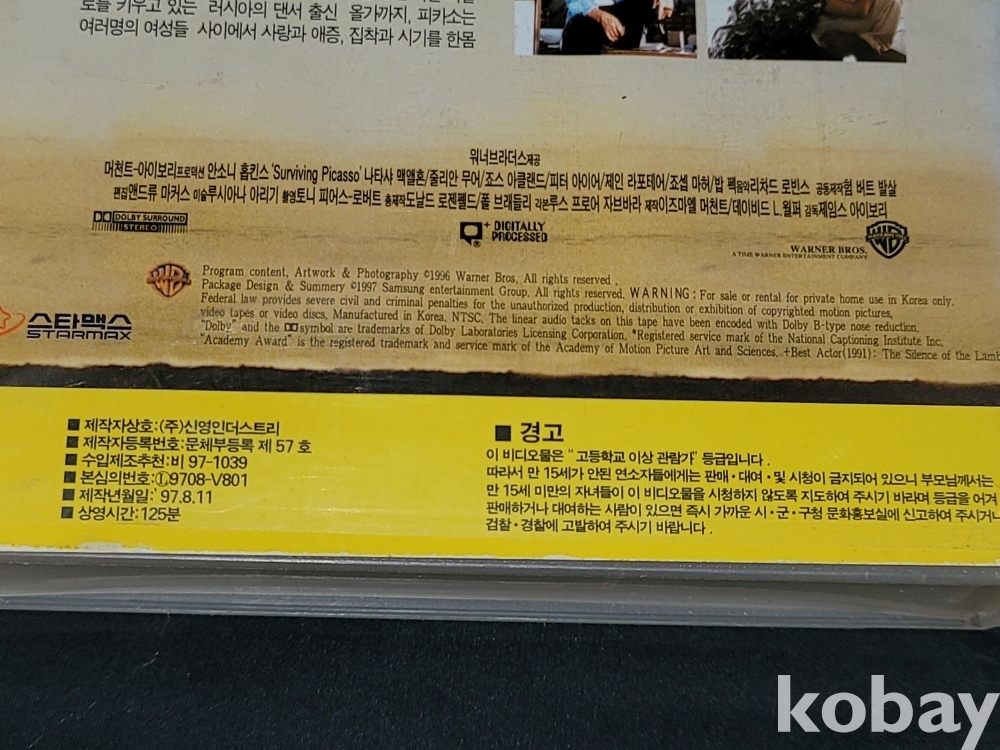 로를 키우고 있는 러시아의 댄서 출신 올가까지, 피카소는
여러명의 여성들 사이에서 사랑과 애증, 집착과 시기를 한몸
워너브라더스제공
머천트-아이보리프로덕션 안소니 홉킨스 'Surviving Picasso' 나타샤 맥앨혼/줄리안 무어/죠스 아클랜드/피터 아이어/제인 라포테어/조셉 마허/밥 펙음악리차드 로빈스 공동제작험 버트 발살
편집앤드류 마커스 미술루시아나 아리기 촬영토니 피어스-로버트 총제작도날드 로젠펠드/폴 브래들리 각본루스 프로어 자브바라 제작이즈마엘 머천트/데이비드 L.월퍼 감독제임스 아이보리
DOLBY SURROUND
STEREO
DIGITALLY
PROCESSED
WARNER BROS.
A TIME WARNER ENTERTAINMENT COMPANY
Program content, Artwork & Photography ©1996 Warner Bros, All rights reserved .
Package Design & Summery ©1997 Samsung entertainment Group, All rights reserved, WARNING : For sale or rental for private home use in Korea only.
Federal law provides severe civil and criminal penalties for the unauthorized production, distribution or exhibition of copyrighted motion pictures,
video tapes or video discs, Manufactured in Korea. NTSC. The linear audio tacks on this tape have been encoded with Dolby B-type nose reduction.
"Dolby" and the symbol are trademarks of Dolby Laboratories Licensing Corporation. *Registered service mark of the National Captioning Institute Inc.
"Academy Award" is the registered trademark and service mark of the Academy of Motion Picture Art and Sciences. +Best Actor(1991): The Silence of the Lamb
스타맥스
STARMAX
■ 제작자상호:(주)신영인더스트리
■ 제작자등록번호:문체부등록 제 57 호
■ 수입제조추천:비 97-1039
■ 본심의번호:Ⓛ9708-V801
■ 제작년월일:'97.8.11
■ 상영시간:125분
■ 경고
이 비디오물은 "고등학교 이상 관람가" 등급입니다 .
따라서 만 15세가 안된 연소자들에게는 판매·대여·및 시청이 금지되어 있으니 부모님께서는
만 15세 미만의 자녀들이 이 비디오물을 시청하지 않도록 지도하여 주시기 바라며 등급을 어겨
판매하거나 대여하는 사람이 있으면 즉시 가까운 시·군·구청 문화홍보실에 신고하여 주시거나
검찰·경찰에 고발하여 주시기 바랍니다.
kobay